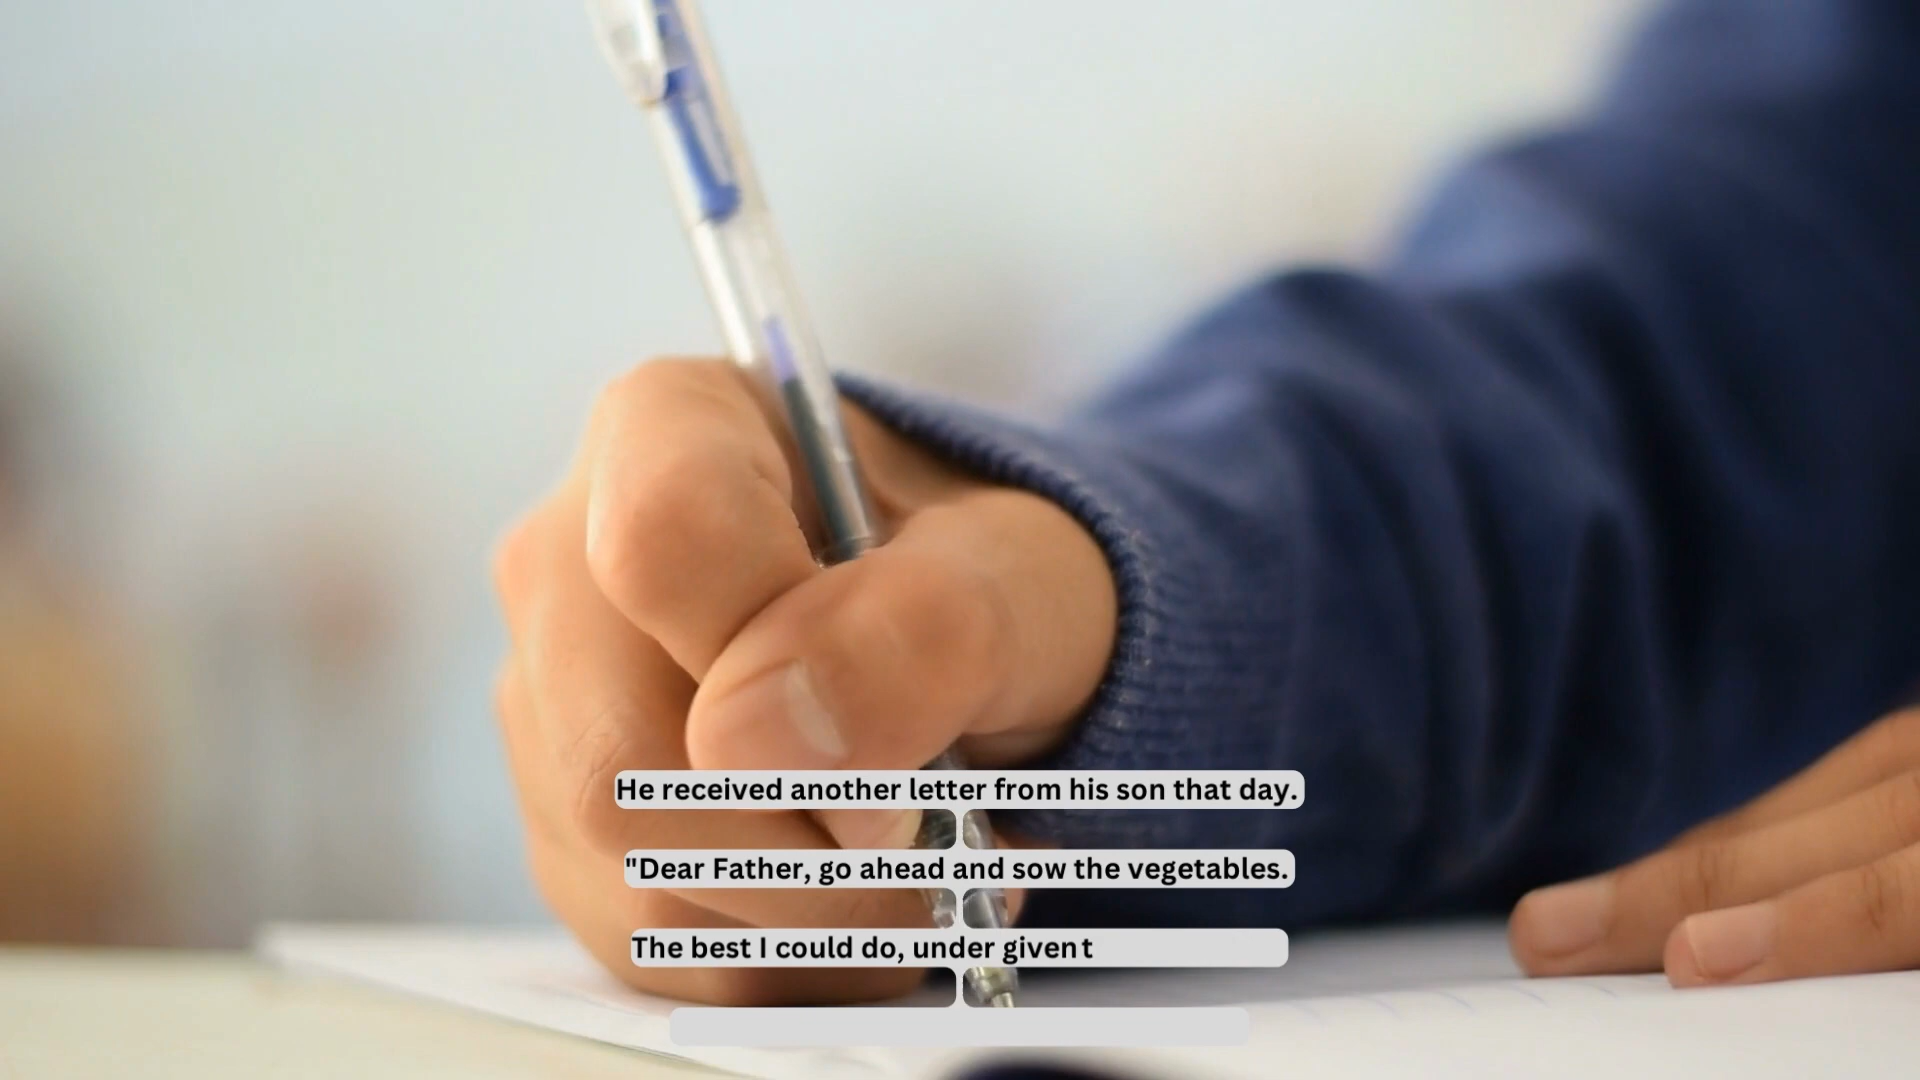 He received another letter from his son that day.
"Dear Father, go ahead and sow the vegetables.
The best I could do, under given t